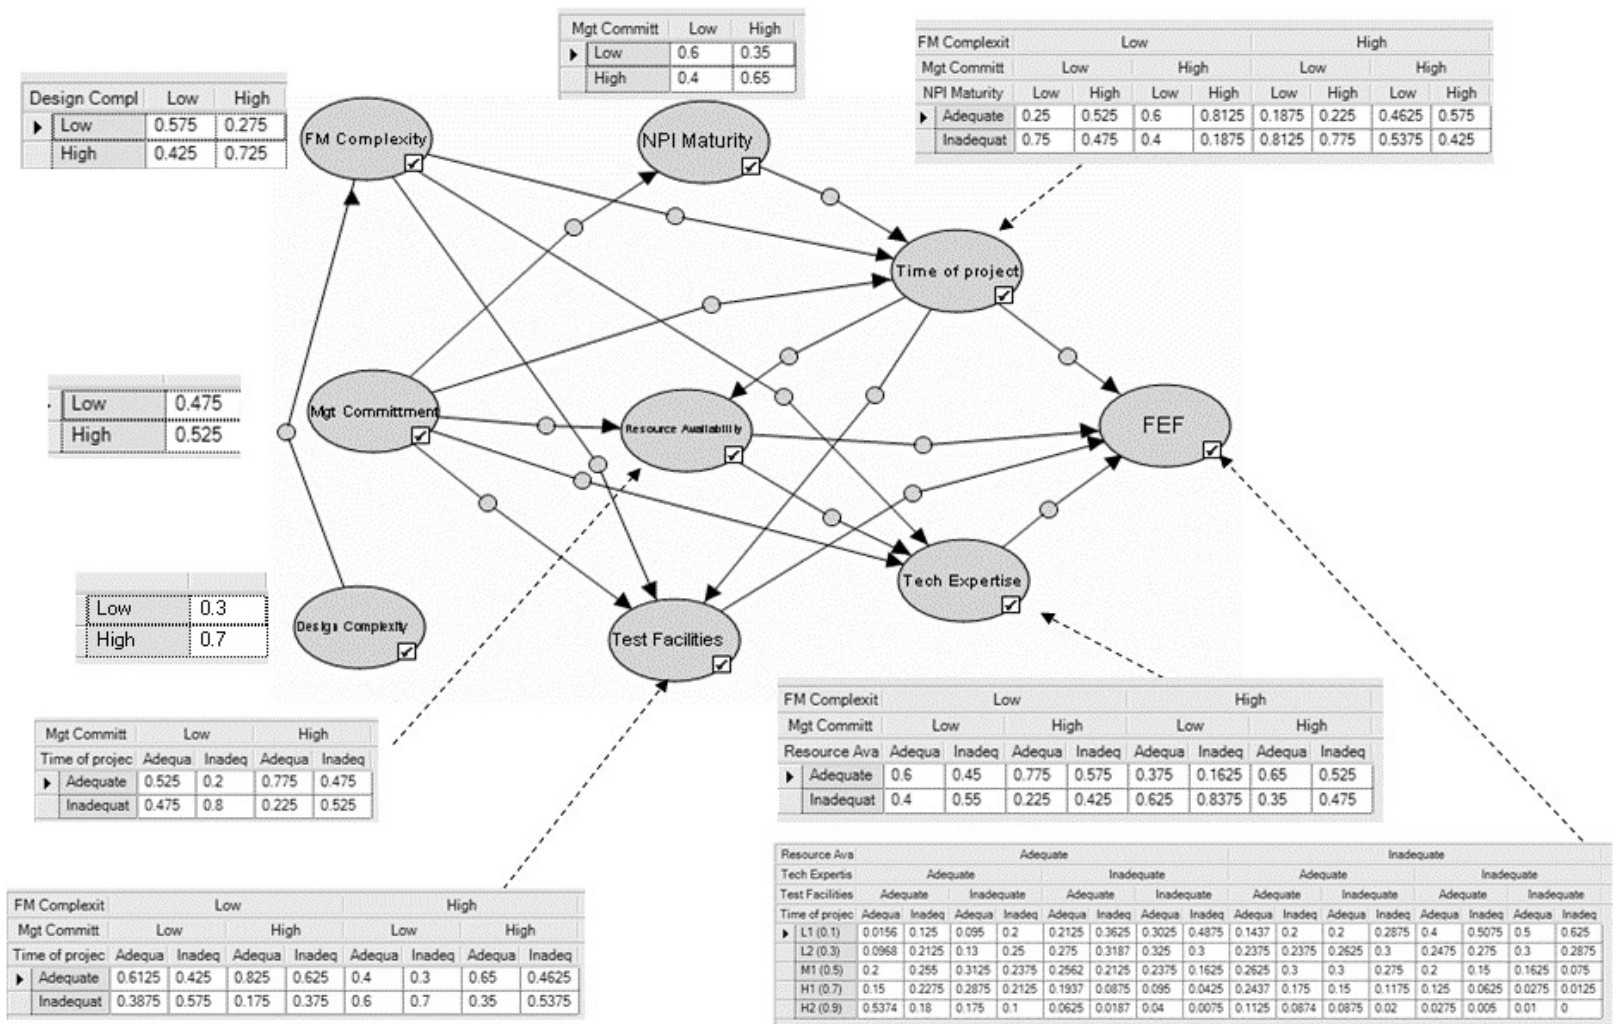 Mgt Committ Low High
Low 0.6 0.35
High 0.4 0.65
FM Complexit Low High
Mgt Committ Low High Low High
NPI Maturity Low High Low High Low High Low High
Adequate 0.25 0.525 0.6 0.8125 0.1875 0.225 0.4625 0.575
Inadequat 0.75 0.475 0.4 0.1875 0.8125 0.775 0.5375 0.425
Design Compl Low High
Low 0.575 0.275
High 0.425 0.725
FM Complexity
NPI Maturity
Time of project
Low 0.475
High 0.525
Mgt Committment
Resource Availability
FEF
Low 0.3
High 0.7
Design Complexity
Test Facilities
Tech Expertise
Mgt Committ Low High
Time of projec Adequa Inadeq Adequa Inadeq
Adequate 0.525 0.2 0.775 0.475
Inadequat 0.475 0.8 0.225 0.525
FM Complexit Low High
Mgt Committ Low High Low High
Resource Ava Adequa Inadeq Adequa Inadeq Adequa Inadeq Adequa Inadeq
Adequate 0.6 0.45 0.775 0.575 0.375 0.1625 0.65 0.525
Inadequat 0.4 0.55 0.225 0.425 0.625 0.8375 0.35 0.475
FM Complexit Low High
Mgt Committ Low High Low High
Time of projec Adequa Inadeq Adequa Inadeq Adequa Inadeq Adequa Inadeq
Adequate 0.6125 0.425 0.825 0.625 0.4 0.3 0.65 0.4625
Inadequat 0.3875 0.575 0.175 0.375 0.6 0.7 0.35 0.5375
Resource Ava Adequate Inadequate
Tech Expertis Adequate Inadequate Adequate Inadequate
Test Facilities Adequate Inadequate Adequate Inadequate Adequate Inadequate Adequate Inadequate
Time of projec Adequa Inadeq Adequa Inadeq Adequa Inadeq Adequa Inadeq Adequa Inadeq Adequa Inadeq Adequa Inadeq Adequa Inadeq
L1 (0.1) 0.0156 0.125 0.095 0.2 0.2125 0.3625 0.3025 0.4875 0.1437 0.2 0.2 0.2875 0.4 0.5075 0.5 0.625
L2 (0.3) 0.0968 0.2125 0.13 0.25 0.275 0.3187 0.325 0.3 0.2375 0.2375 0.2625 0.3 0.2475 0.275 0.3 0.2875
M1 (0.5) 0.2 0.255 0.3125 0.2375 0.2562 0.2125 0.2375 0.1625 0.2625 0.3 0.3 0.275 0.2 0.15 0.1625 0.075
H1 (0.7) 0.15 0.2275 0.2875 0.2125 0.1937 0.0875 0.095 0.0425 0.2437 0.175 0.15 0.1175 0.125 0.0625 0.0275 0.0125
H2 (0.9) 0.5374 0.18 0.175 0.1 0.0625 0.0187 0.04 0.0075 0.1125 0.0874 0.0875 0.02 0.0275 0.005 0.01 0